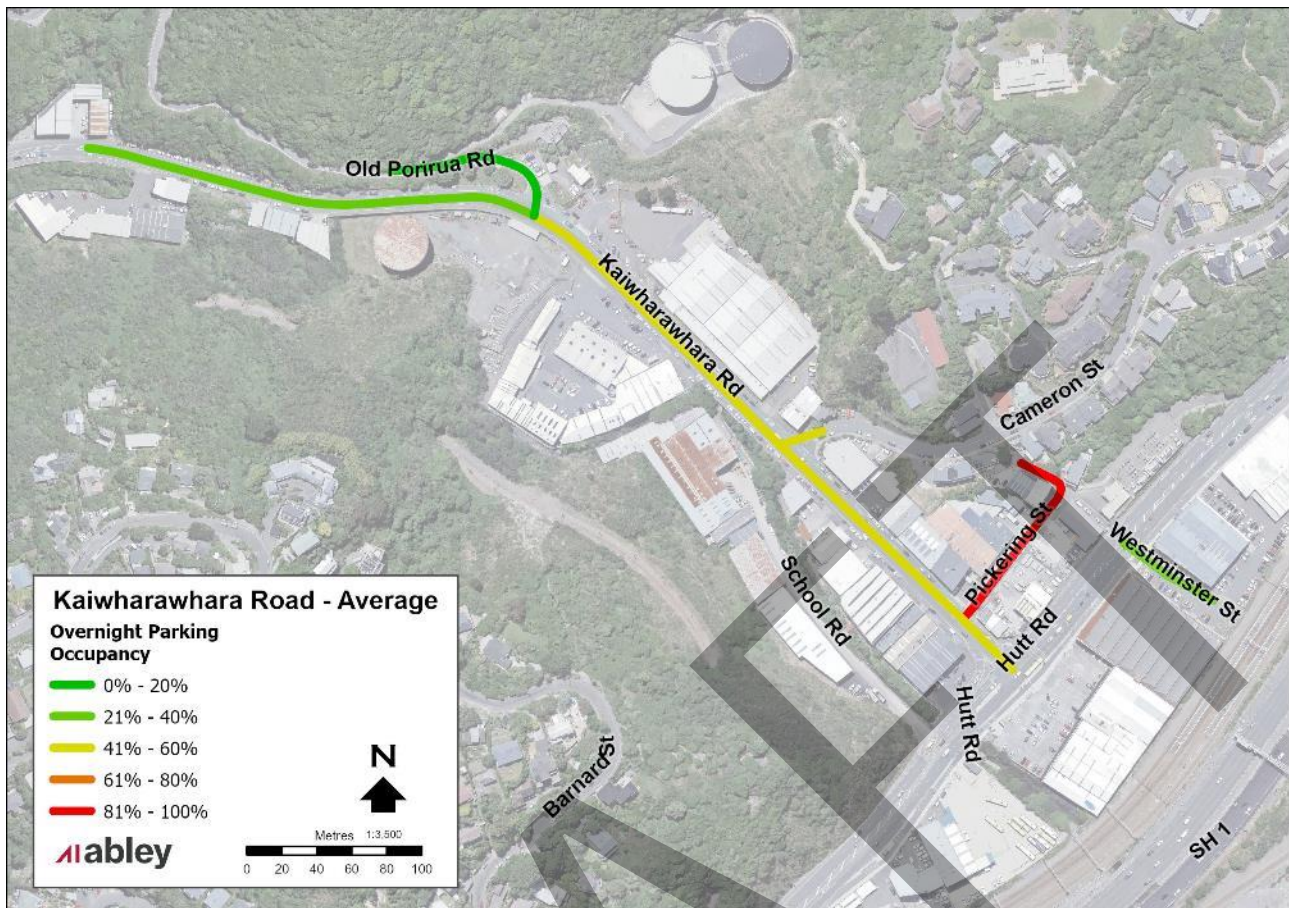 Old Porirua Rd
Kaiwharawhara Rd
Cameron St
Pickering St
Westminster St
School Rd
Hutt Rd
Hutt Rd
Barnard St
SH 1
Kaiwharawhara Road - Average
Overnight Parking
Occupancy
0% - 20%
21% - 40%
41% - 60%
61% - 80%
81% - 100%
N
abley
Metres 1:3,500
0 20 40 60 80 100